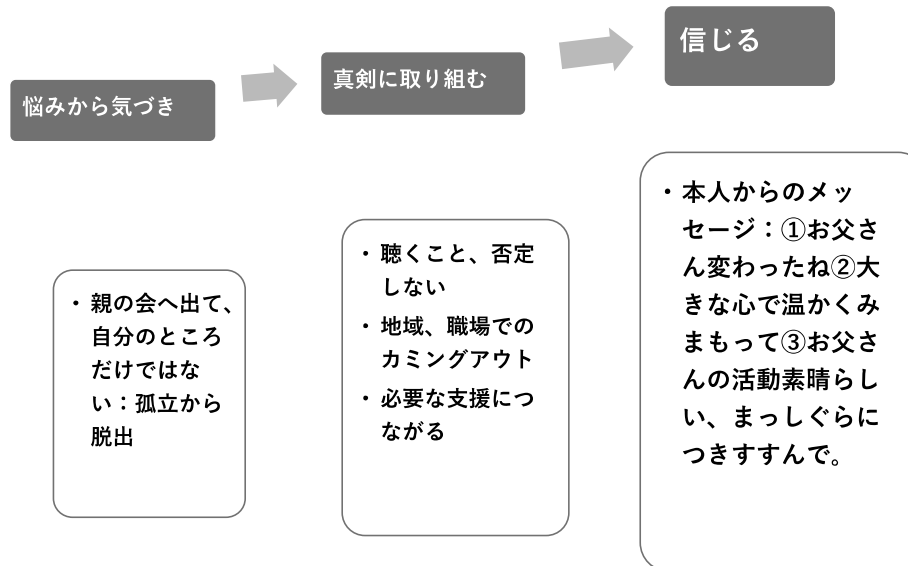 悩みから気づき
真剣に取り組む
信じる
・親の会へ出て、
自分のところ
だけではな
い：孤立から
脱出
・聴くこと、否定
しない
・地域、職場での
カミングアウト
・必要な支援につ
ながる
・本人からのメッ
セージ：①お父さ
ん変わったね②大
きな心で温かくみ
まもって③お父さ
んの活動素晴らし
い、まっしぐらに
つきすすんで。